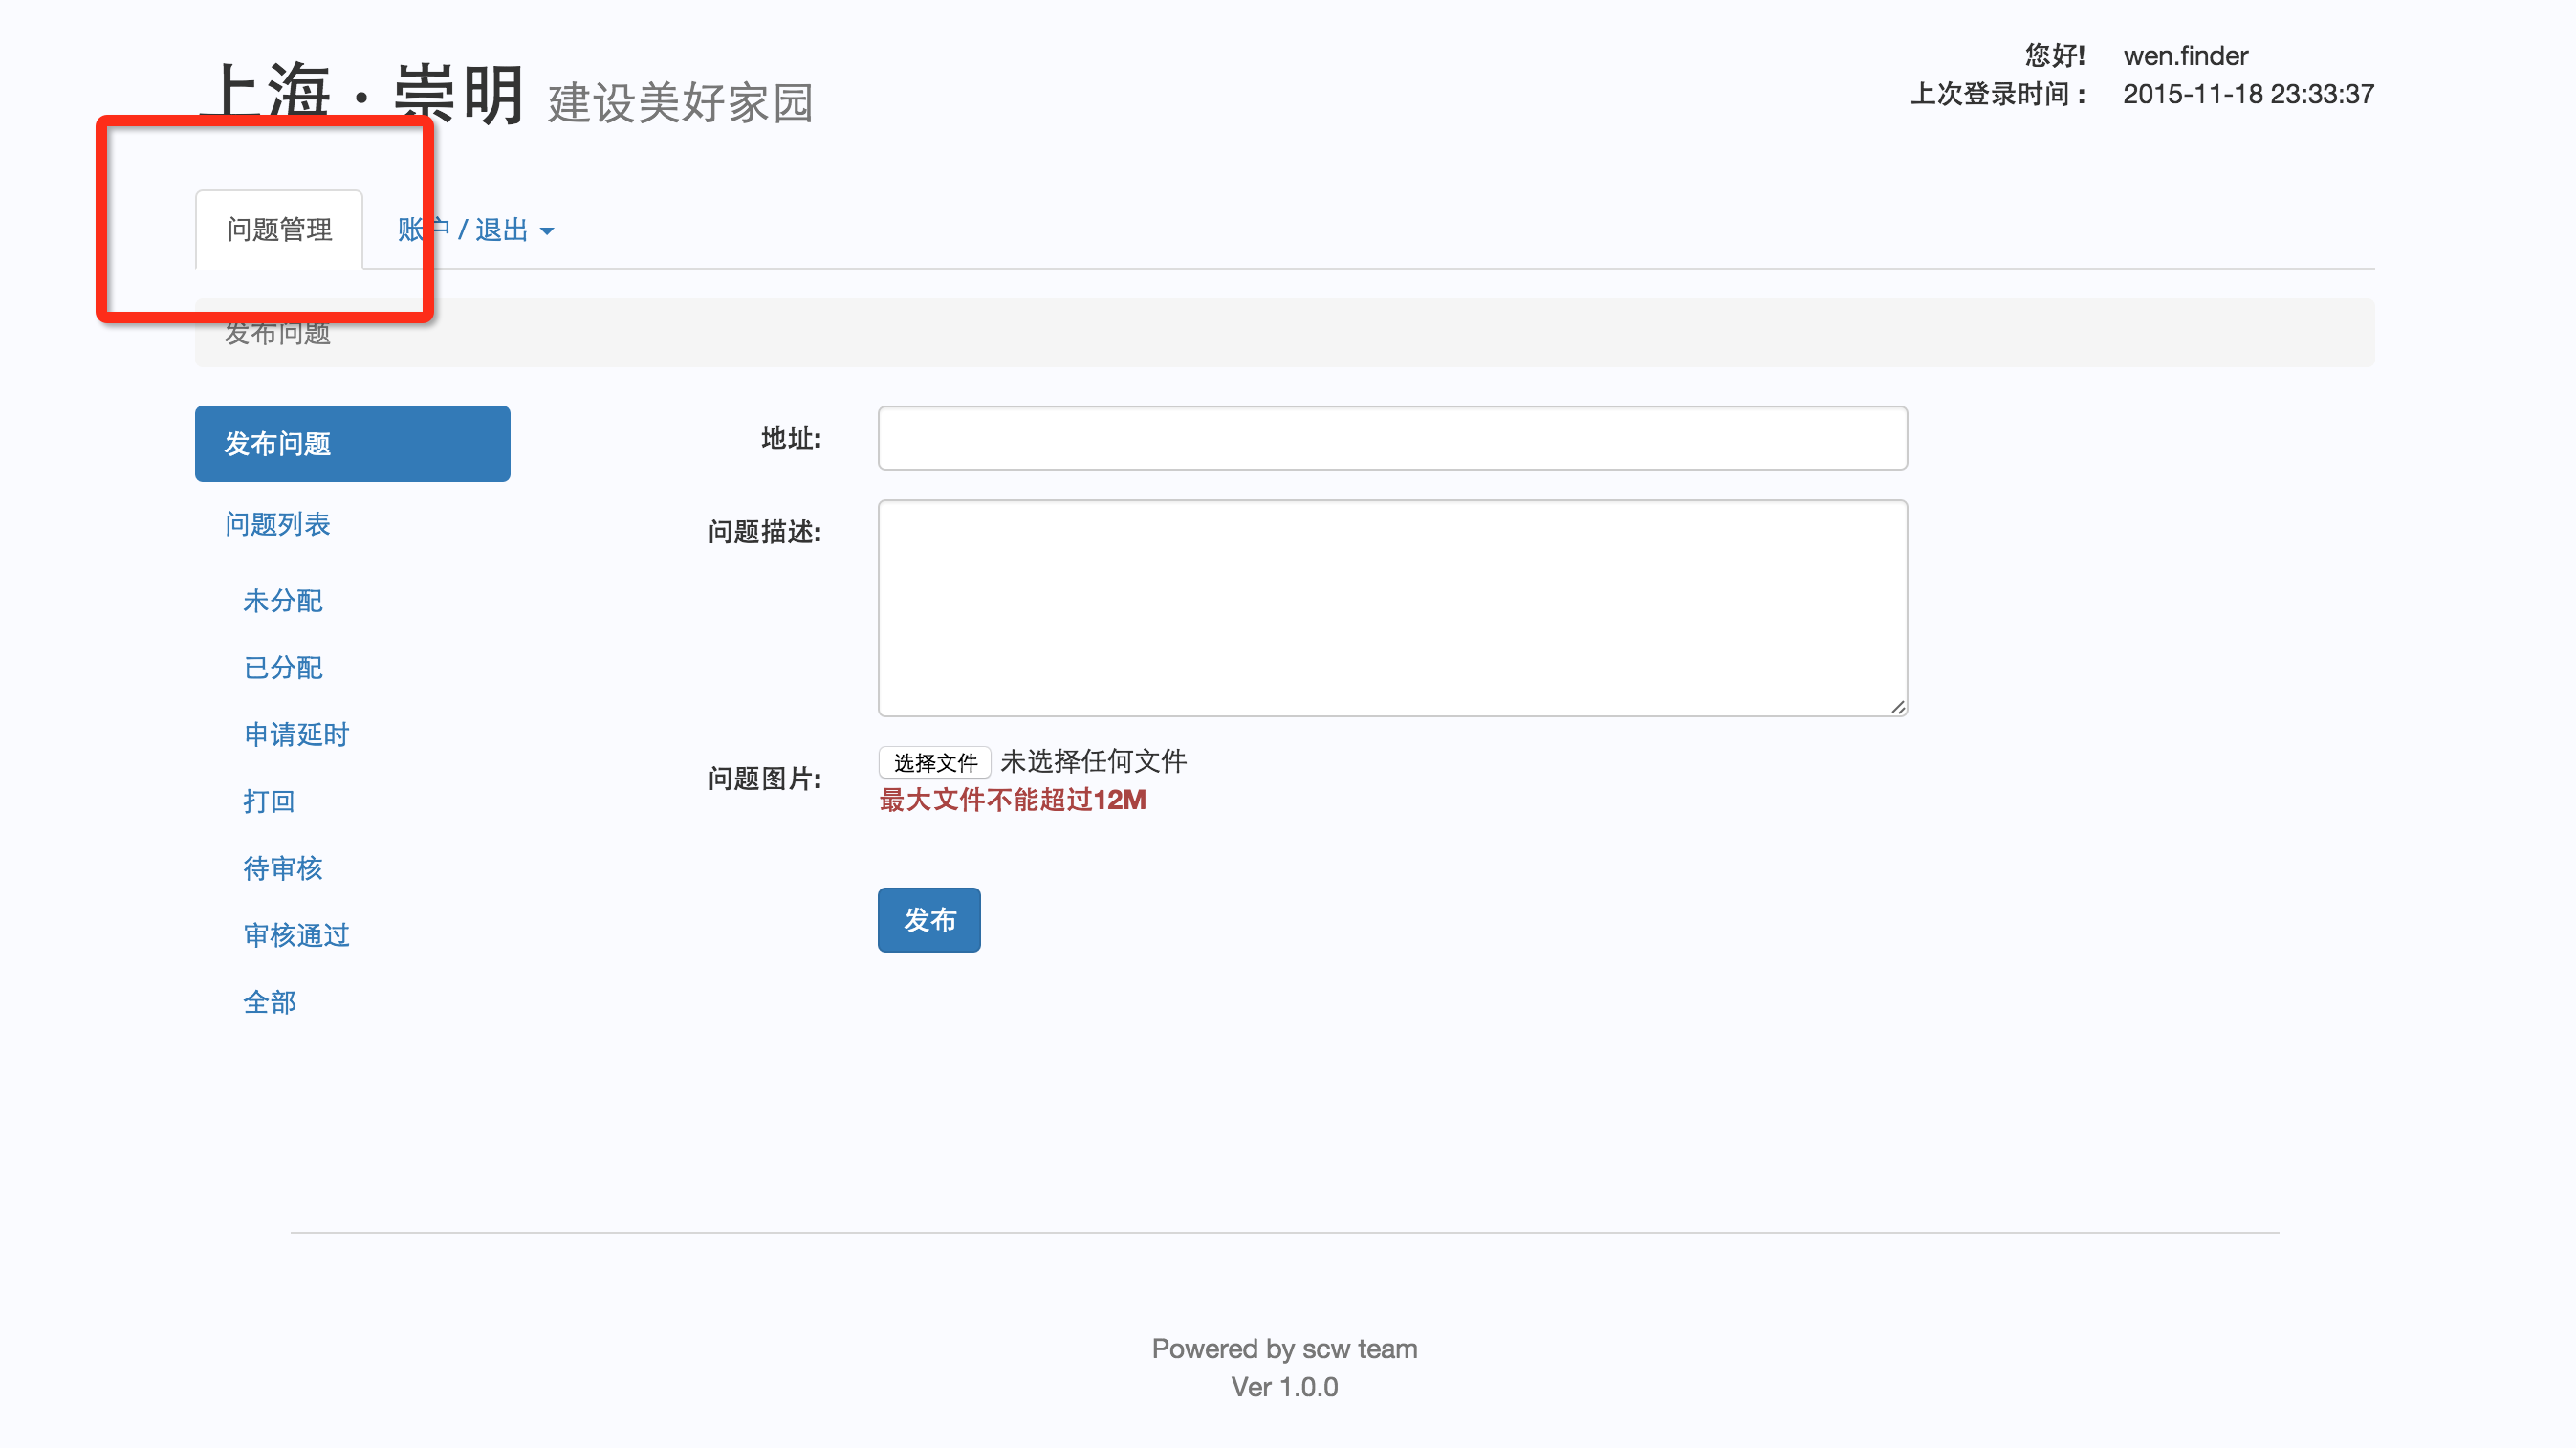 上海 · 崇明 建设美好家园
您好! wen.finder
上次登录时间： 2015-11-18 23:33:37
问题管理 账户 / 退出
发布问题
发布问题
问题列表
未分配
已分配
申请延时
打回
待审核
审核通过
全部
地址:
问题描述:
问题图片: 选择文件 未选择任何文件
最大文件不能超过12M
发布
Powered by scw team
Ver 1.0.0